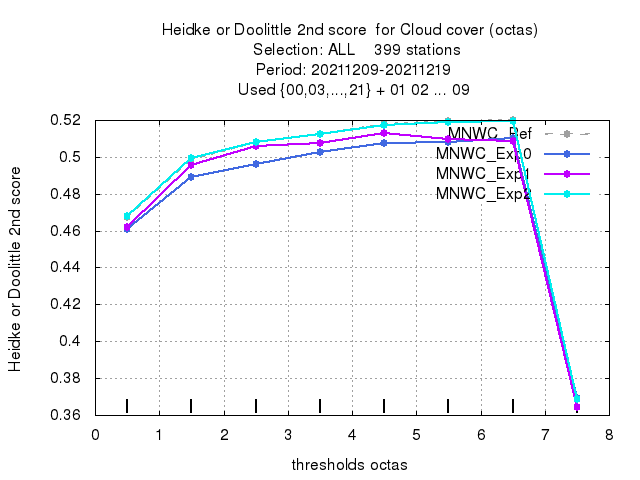 Heidke or Doolittle 2nd score  for Cloud cover (octas)
Selection: ALL    399 stations
Period: 20211209-20211219
Used {00,03,...,21} + 01 02 ... 09
Heidke or Doolittle 2nd score
0.52
0.5
0.48
0.46
0.44
0.42
0.4
0.38
0.36
MNWC_Ref
MNWC_Exp0
MNWC_Exp1
MNWC_Exp2
0 1 2 3 4 5 6 7 8
thresholds octas